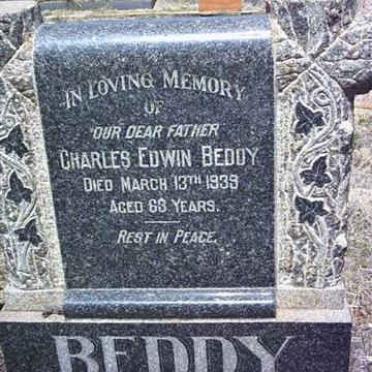 IN LOVING MEMORY
OF
OUR DEAR FATHER
CHARLES EDWIN BEDDY
DIED MARCH 13TH 1939
AGED 68 YEARS.
REST IN PEACE.
BEDDY